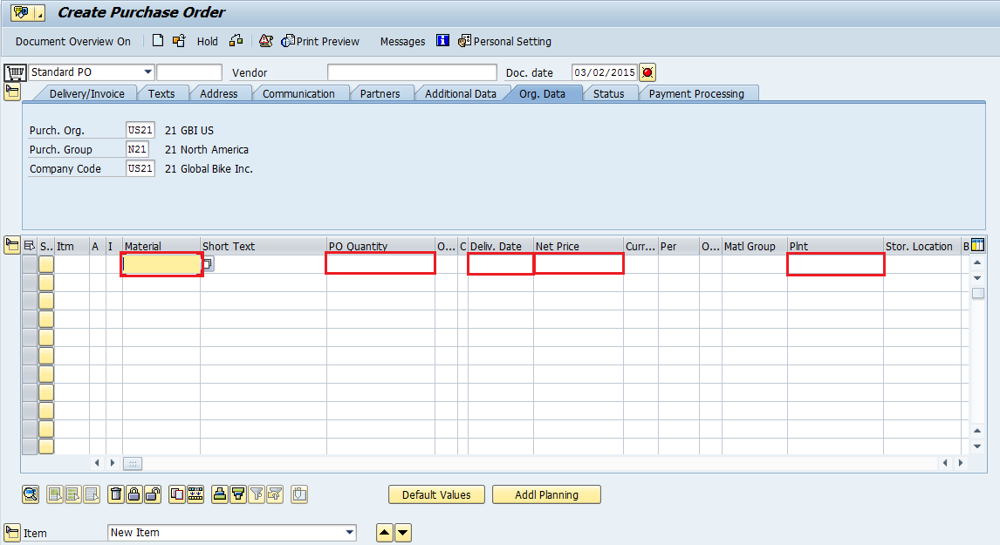 Create Purchase Order
Document Overview On Hold Print Preview Messages Personal Setting
Standard PO Vendor Doc. date 03/02/2015
Delivery/Invoice Texts Address Communication Partners Additional Data Org. Data Status Payment Processing
Purch. Org. US21 21 GBI US
Purch. Group N21 21 North America
Company Code US21 21 Global Bike Inc.
S.. Itm A I Material Short Text PO Quantity O... C Deliv. Date Net Price Curr... Per O... Matl Group Plnt Stor. Location B
Default Values Addl Planning
Item New Item